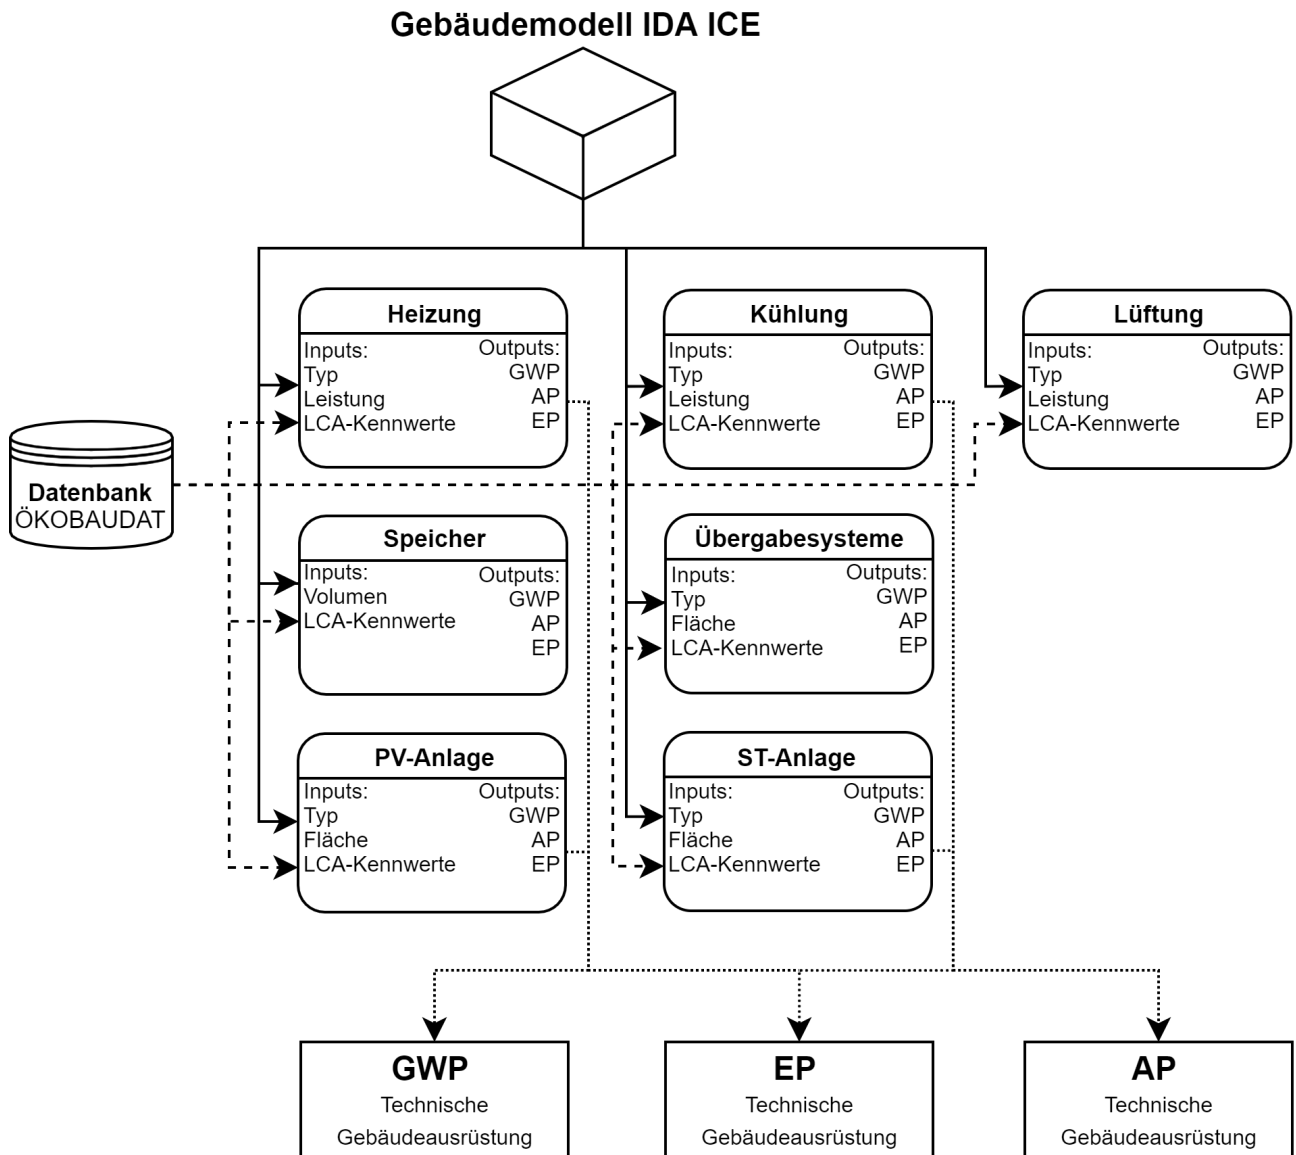 Gebäudemodell IDA ICE
Heizung
Inputs:
Typ
Leistung
LCA-Kennwerte
Outputs:
GWP
AP
EP
Kühlung
Inputs:
Typ
Leistung
LCA-Kennwerte
Outputs:
GWP
AP
EP
Lüftung
Inputs:
Typ
Leistung
LCA-Kennwerte
Outputs:
GWP
AP
EP
Datenbank
ÖKOBAUDAT
Speicher
Inputs:
Volumen
LCA-Kennwerte
Outputs:
GWP
AP
EP
Übergabesysteme
Inputs:
Typ
Fläche
LCA-Kennwerte
Outputs:
GWP
AP
EP
PV-Anlage
Inputs:
Typ
Fläche
LCA-Kennwerte
Outputs:
GWP
AP
EP
ST-Anlage
Inputs:
Typ
Fläche
LCA-Kennwerte
Outputs:
GWP
AP
EP
GWP
Technische
Gebäudeausrüstung
EP
Technische
Gebäudeausrüstung
AP
Technische
Gebäudeausrüstung